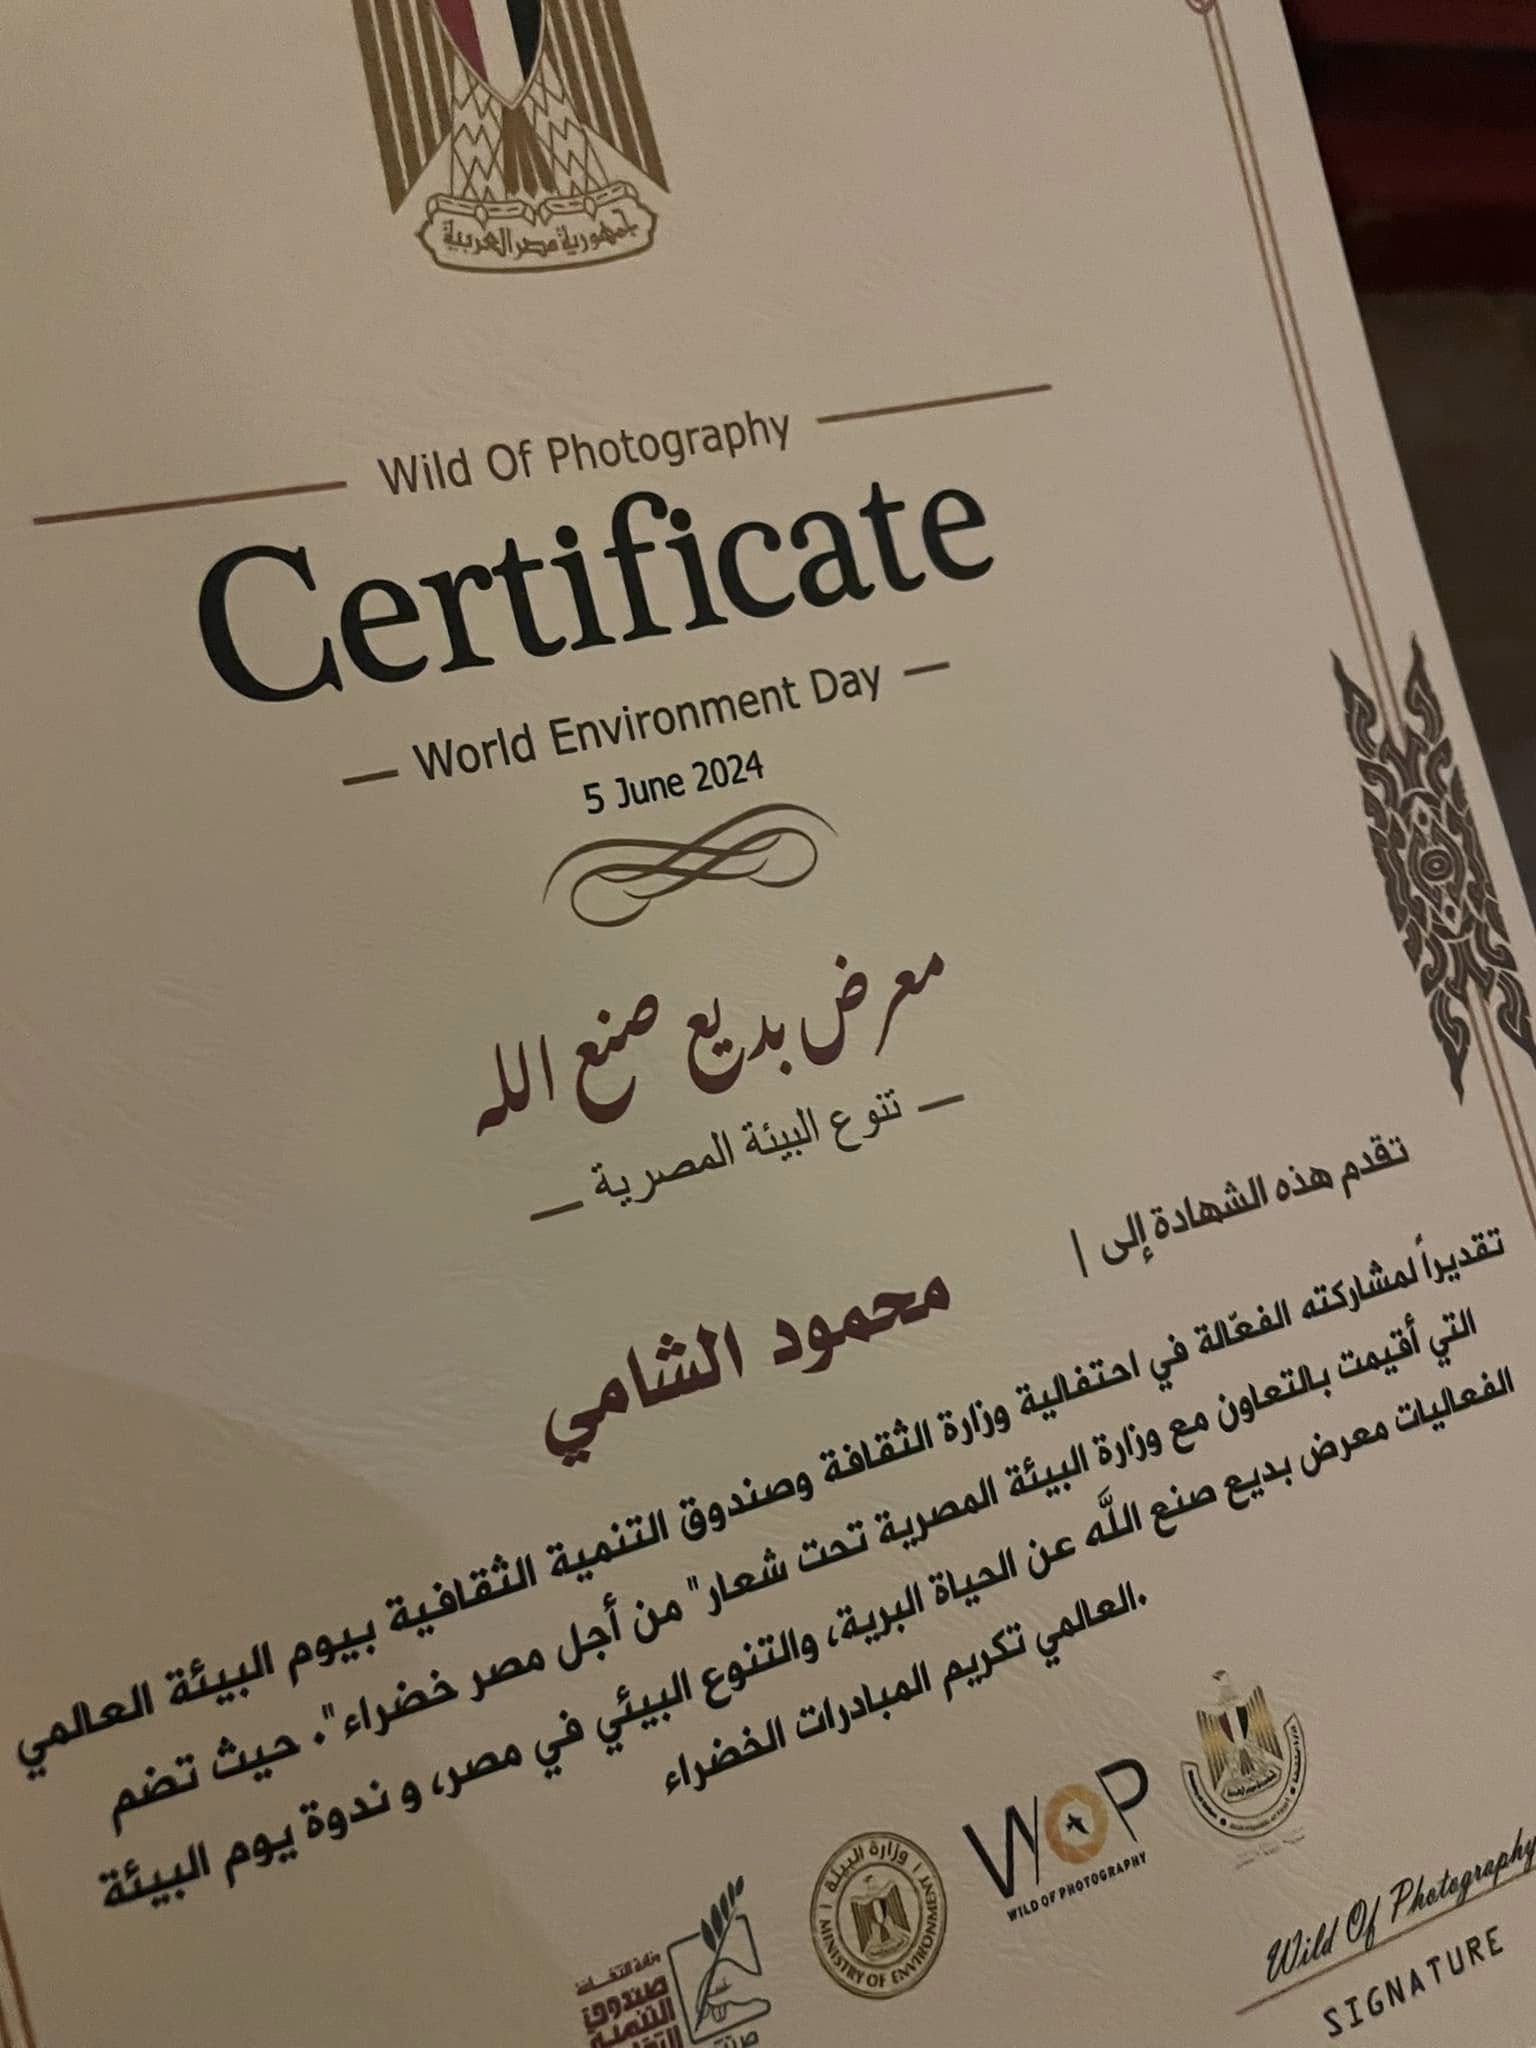 جمهورية مصر العربية
Wild Of Photography
Certificate
World Environment Day
5 June 2024
معرض بديع صنع الله
تنوع البيئة المصرية
تقدم هذه الشهادة إلى |
محمود الشامي
تقديراً لمشاركته الفعّالة في احتفالية وزارة الثقافة وصندوق التنمية الثقافية بيوم البيئة العالمي
التي أقيمت بالتعاون مع وزارة البيئة المصرية تحت شعار" من أجل مصر خضراء". حيث تضم
الفعاليات معرض بديع صنع اللَّه عن الحياة البرية، والتنوع البيئي في مصر، و ندوة يوم البيئة
.العالمي تكريم المبادرات الخضراء
WOP
WILD OF PHOTOGRAPHY
وزارة البيئة
MINISTRY OF ENVIRONMENT
وزارة الثقافة
صندوق
التنمية
Wild Of Photography
SIGNATURE